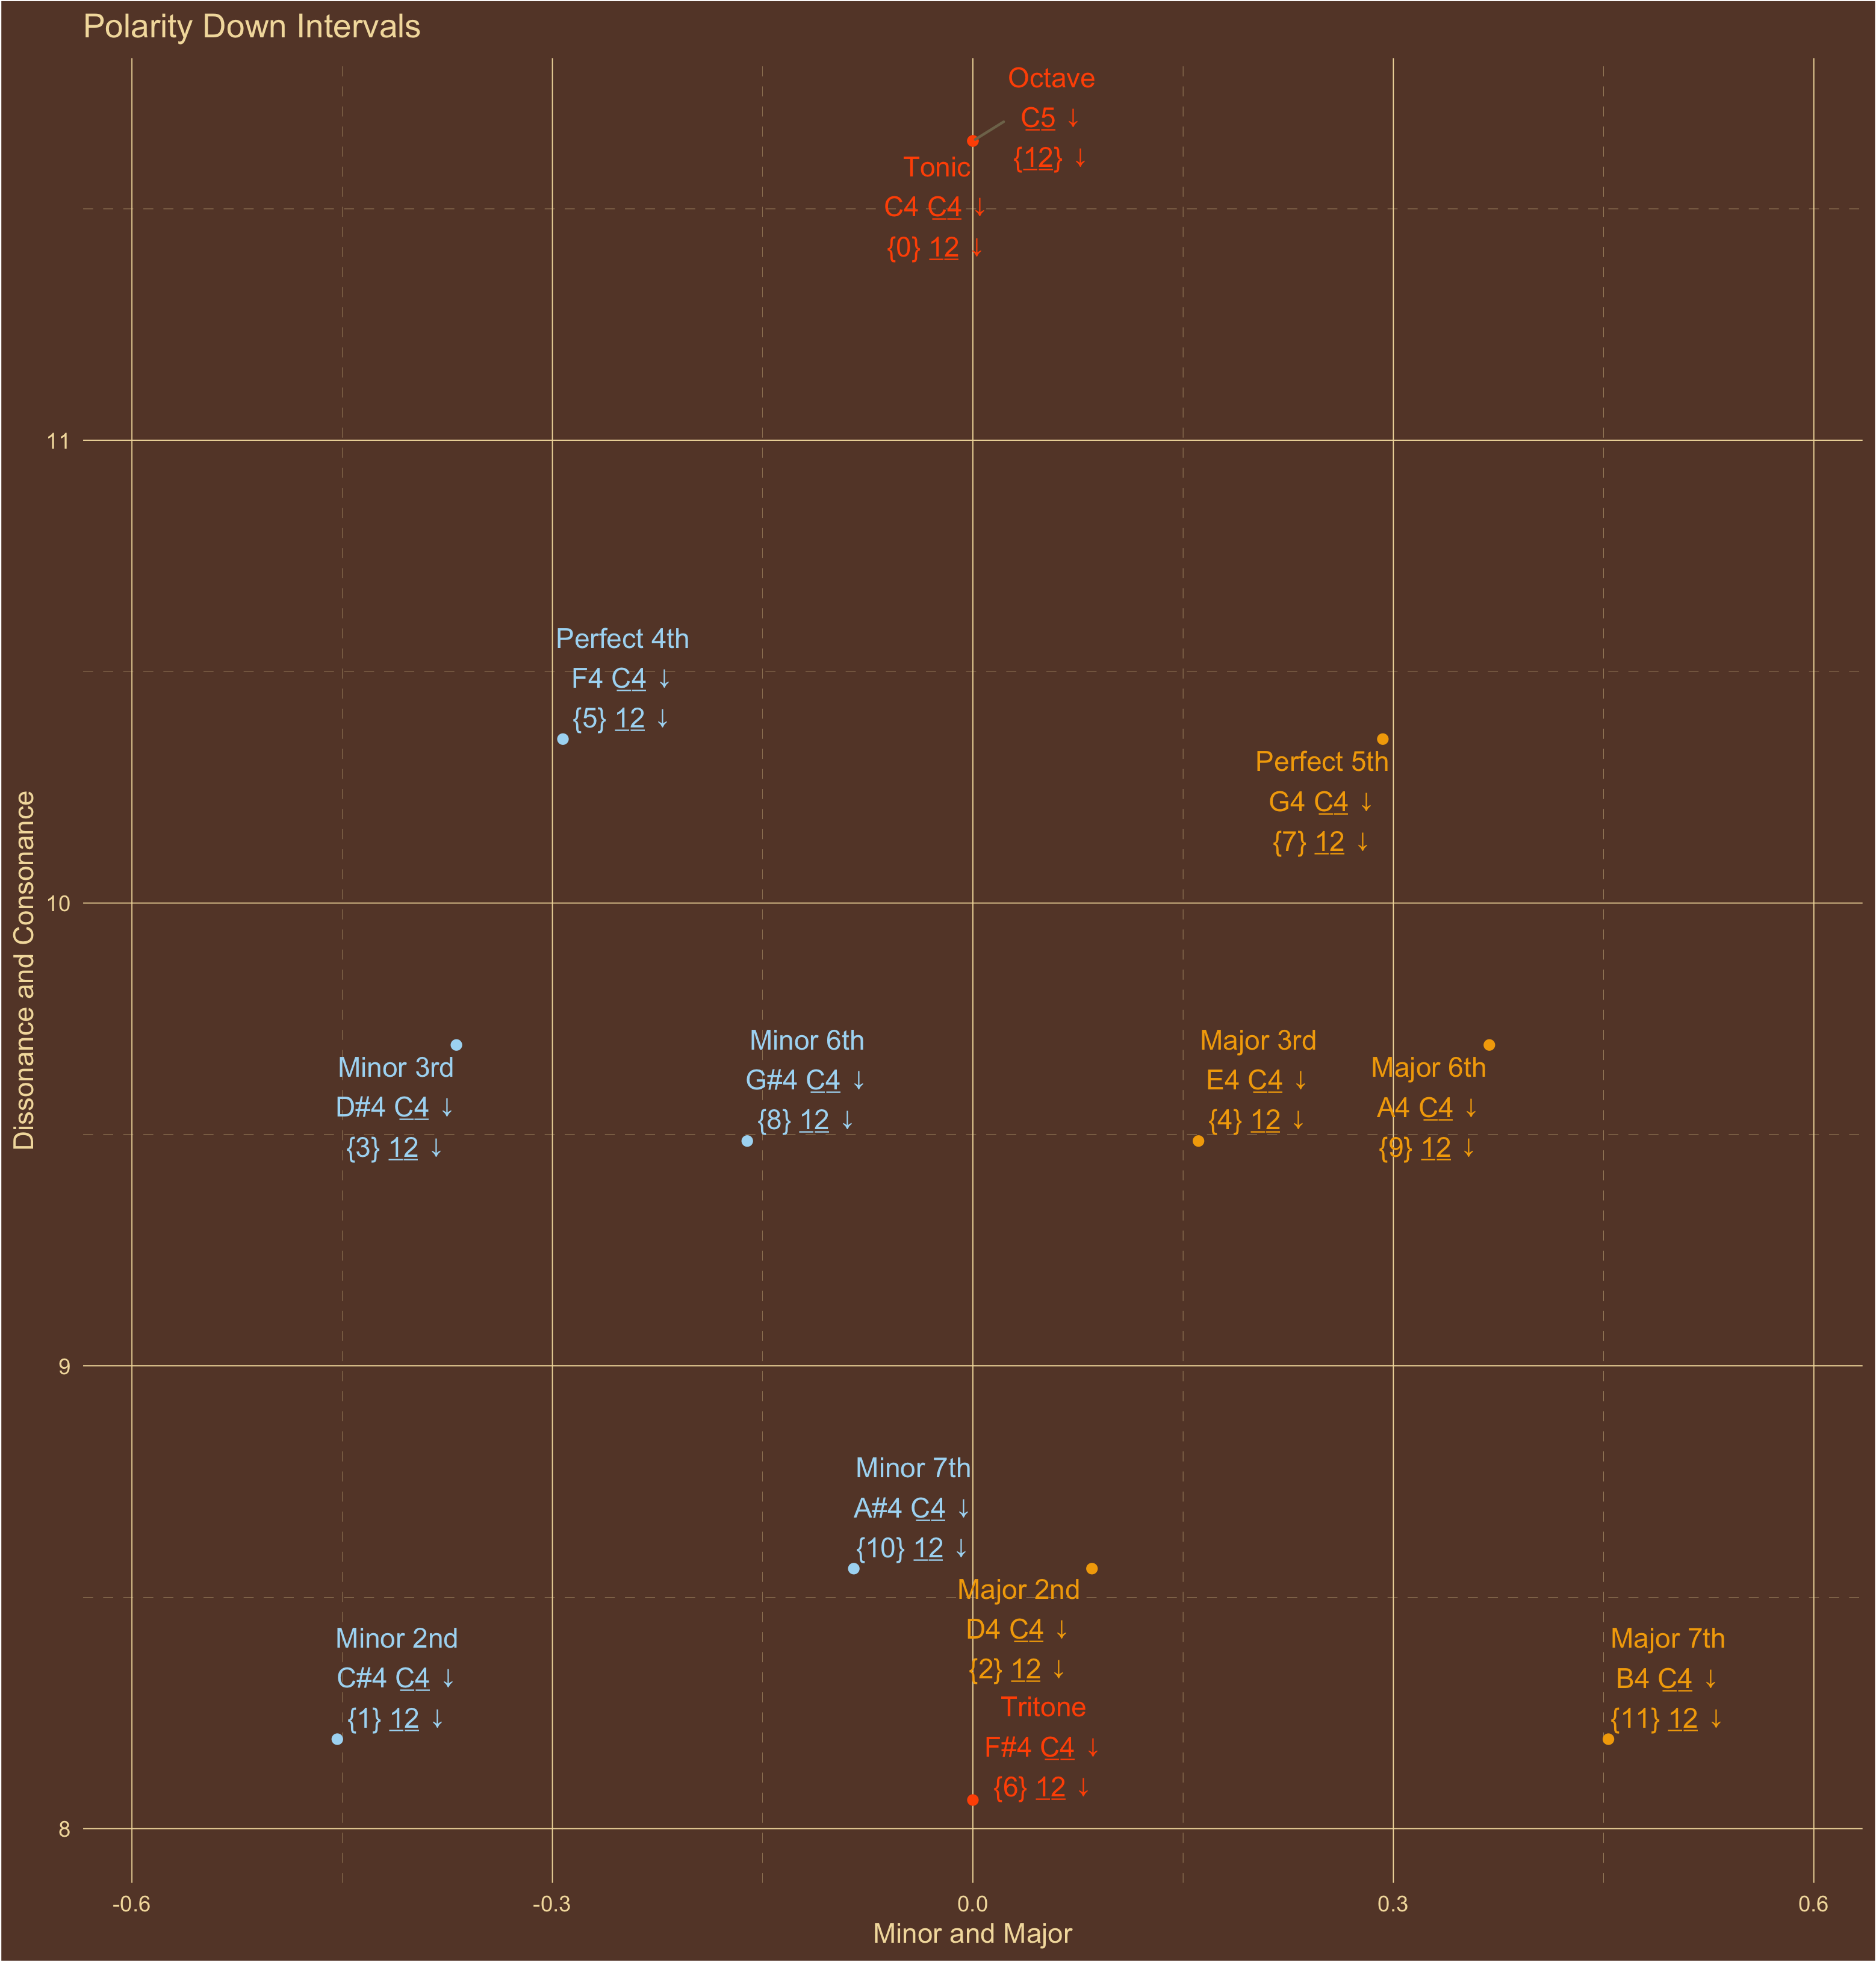 Polarity Down Intervals
Octave
C5 ↓
{12} ↓
Tonic
C4 C4 ↓
{0} 12 ↓
11
Perfect 4th
F4 C4 ↓
{5} 12 ↓
Perfect 5th
G4 C4 ↓
{7} 12 ↓
10
Dissonance and Consonance
Minor 3rd
D#4 C4 ↓
{3} 12 ↓
Minor 6th
G#4 C4 ↓
{8} 12 ↓
Major 3rd
E4 C4 ↓
{4} 12 ↓
Major 6th
A4 C4 ↓
{9} 12 ↓
9
Minor 7th
A#4 C4 ↓
{10} 12 ↓
Major 2nd
D4 C4 ↓
{2} 12 ↓
Minor 2nd
C#4 C4 ↓
{1} 12 ↓
Tritone
F#4 C4 ↓
{6} 12 ↓
Major 7th
B4 C4 ↓
{11} 12 ↓
8
-0.6 -0.3 0.0 0.3 0.6
Minor and Major